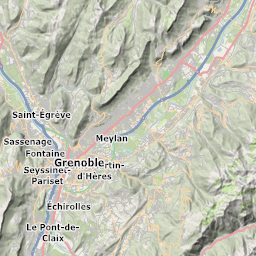 Saint-Égrève
Sassenage
Meylan
Fontaine
Grenoble
Seyssinet-
Pariset
rtin-
d'Hères
Échirolles
Le Pont-de-
Claix